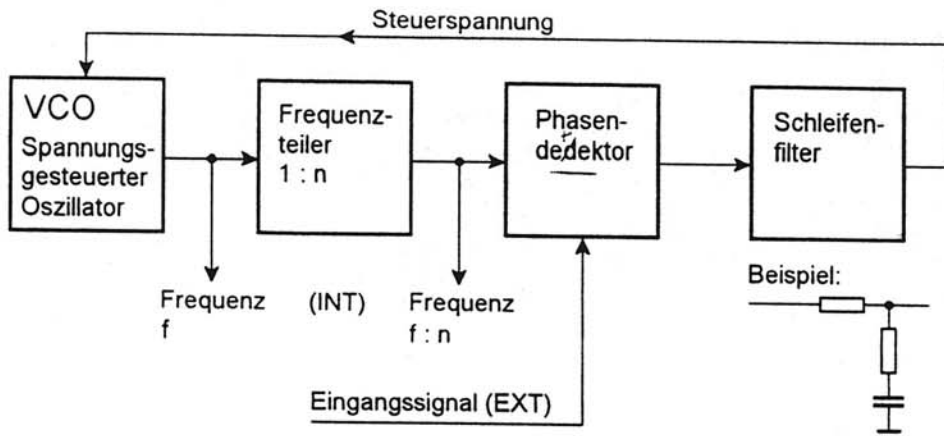 Steuerspannung
VCO
Spannungs-
gesteuerter
Oszillator
Frequenz-
teiler
1 : n
Phasen-
dedektor
t
Schleifen-
filter
Frequenz
f
(INT)
Frequenz
f : n
Beispiel:
Eingangssignal (EXT)